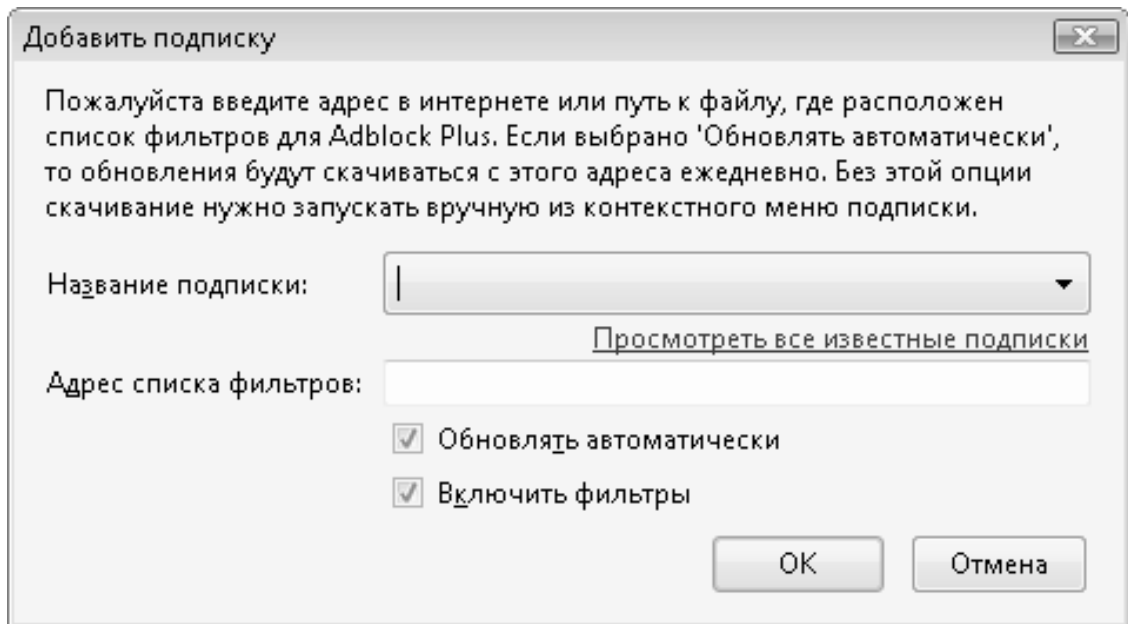 Добавить подписку
Пожалуйста введите адрес в интернете или путь к файлу, где расположен
список фильтров для Adblock Plus. Если выбрано 'Обновлять автоматически',
то обновления будут скачиваться с этого адреса ежедневно. Без этой опции
скачивание нужно запускать вручную из контекстного меню подписки.
Название подписки:
Просмотреть все известные подписки
Адрес списка фильтров:
Обновлять автоматически
Включить фильтры
ОК Отмена